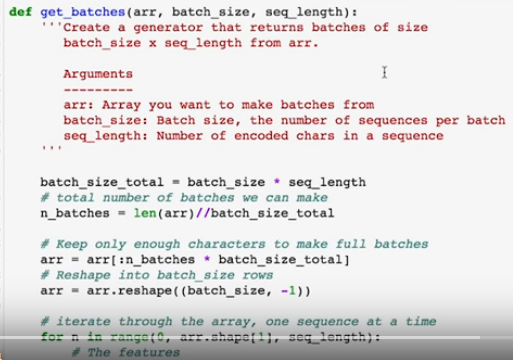 def get_batches(arr, batch_size, seq_length):
    '''Create a generator that returns batches of size
       batch_size x seq_length from arr.

       Arguments
       ---------
       arr: Array you want to make batches from
       batch_size: Batch size, the number of sequences per batch
       seq_length: Number of encoded chars in a sequence
    '''

    batch_size_total = batch_size * seq_length
    # total number of batches we can make
    n_batches = len(arr)//batch_size_total

    # Keep only enough characters to make full batches
    arr = arr[:n_batches * batch_size_total]
    # Reshape into batch_size rows
    arr = arr.reshape((batch_size, -1))

    # iterate through the array, one sequence at a time
    for n in range(0, arr.shape[1], seq_length):
        # The features